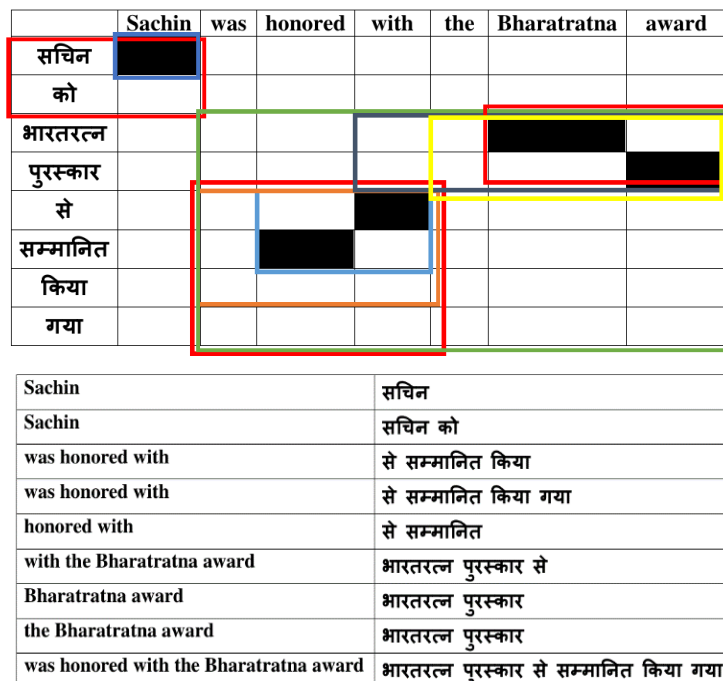 Sachin was honored with the Bharatratna award
सचिन
को
भारतरत्न
पुरस्कार
से
सम्मानित
किया
गया
Sachin सचिन
Sachin सचिन को
was honored with से सम्मानित किया
was honored with से सम्मानित किया गया
honored with से सम्मानित
with the Bharatratna award भारतरत्न पुरस्कार से
Bharatratna award भारतरत्न पुरस्कार
the Bharatratna award भारतरत्न पुरस्कार
was honored with the Bharatratna award भारतरत्न पुरस्कार से सम्मानित किया गया